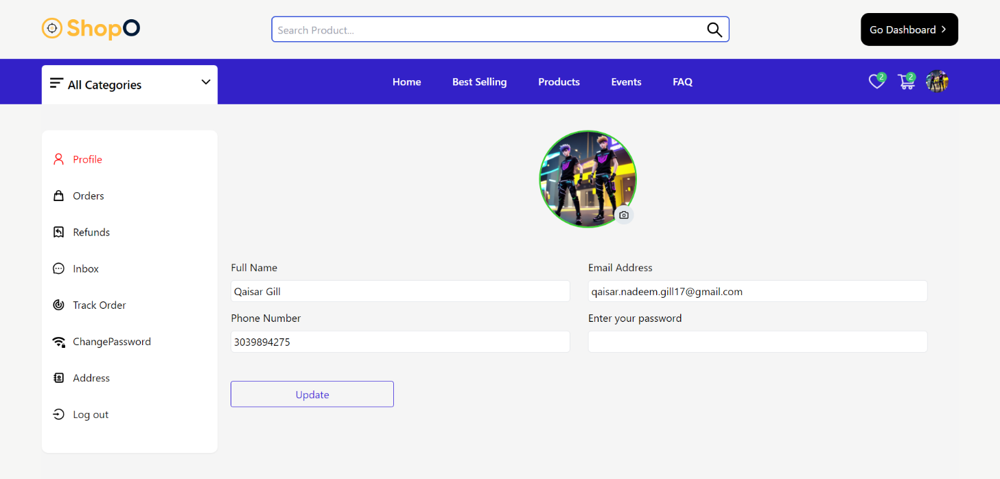 ShopO
Search Product...
Go Dashboard
All Categories
Home
Best Selling
Products
Events
FAQ
2
2
Profile
Orders
Refunds
Inbox
Track Order
ChangePassword
Address
Log out
Full Name
Qaisar Gill
Email Address
qaisar.nadeem.gill17@gmail.com
Phone Number
3039894275
Enter your password
Update